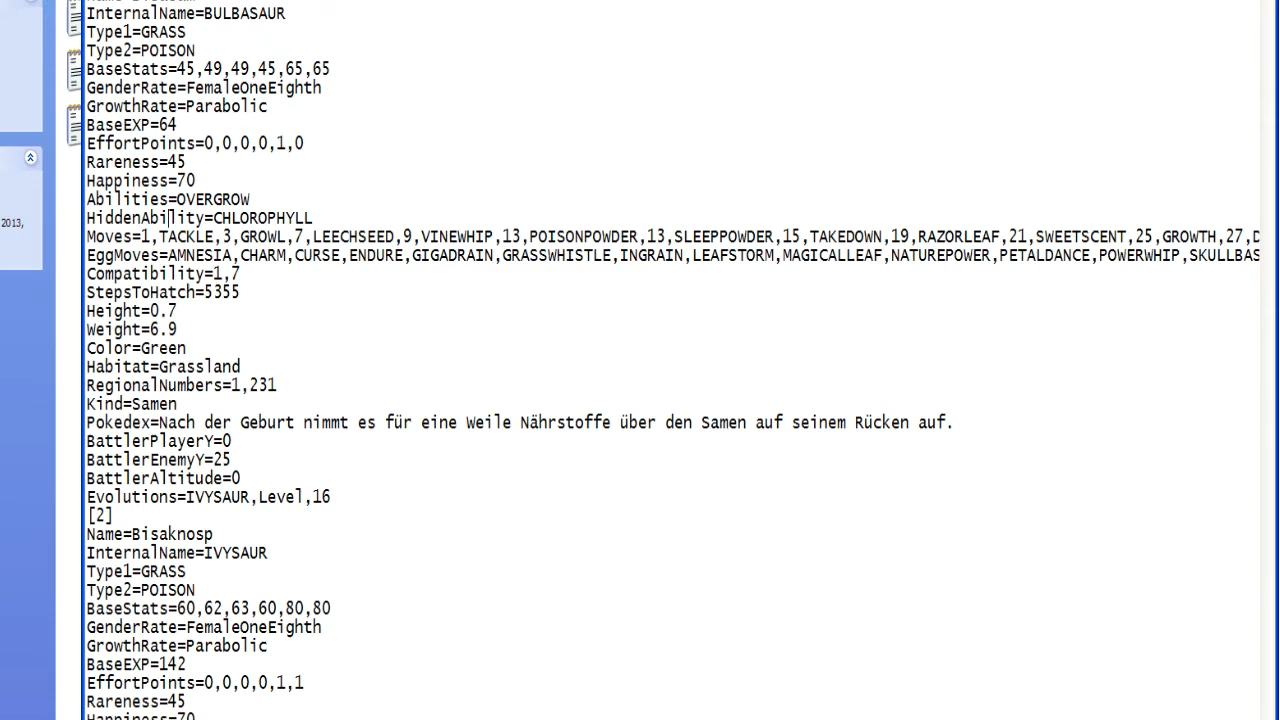 InternalName=BULBASAUR
Type1=GRASS
Type2=POISON
BaseStats=45,49,49,45,65,65
GenderRate=FemaleOneEighth
GrowthRate=Parabolic
BaseEXP=64
EffortPoints=0,0,0,0,1,0
Rareness=45
Happiness=70
Abilities=OVERGROW
HiddenAbility=CHLOROPHYLL
2013,
Moves=1,TACKLE,3,GROWL,7,LEECHSEED,9,VINEWHIP,13,POISONPOWDER,13,SLEEPPOWDER,15,TAKEDOWN,19,RAZORLEAF,21,SWEETSCENT,25,GROWTH,27,D
EggMoves=AMNESIA,CHARM,CURSE,ENDURE,GIGADRAIN,GRASSWHISTLE,INGRAIN,LEAFSTORM,MAGICALLEAF,NATUREPOWER,PETALDANCE,POWERWHIP,SKULLBAS
Compatibility=1,7
StepsToHatch=5355
Height=0.7
Weight=6.9
Color=Green
Habitat=Grassland
RegionalNumbers=1,231
Kind=Samen
Pokedex=Nach der Geburt nimmt es für eine Weile Nährstoffe über den Samen auf seinem Rücken auf.
BattlerPlayerY=0
BattlerEnemyY=25
BattlerAltitude=0
Evolutions=IVYSAUR,Level,16
[2]
Name=Bisaknosp
InternalName=IVYSAUR
Type1=GRASS
Type2=POISON
BaseStats=60,62,63,60,80,80
GenderRate=FemaleOneEighth
GrowthRate=Parabolic
BaseEXP=142
EffortPoints=0,0,0,0,1,1
Rareness=45
Happiness=70